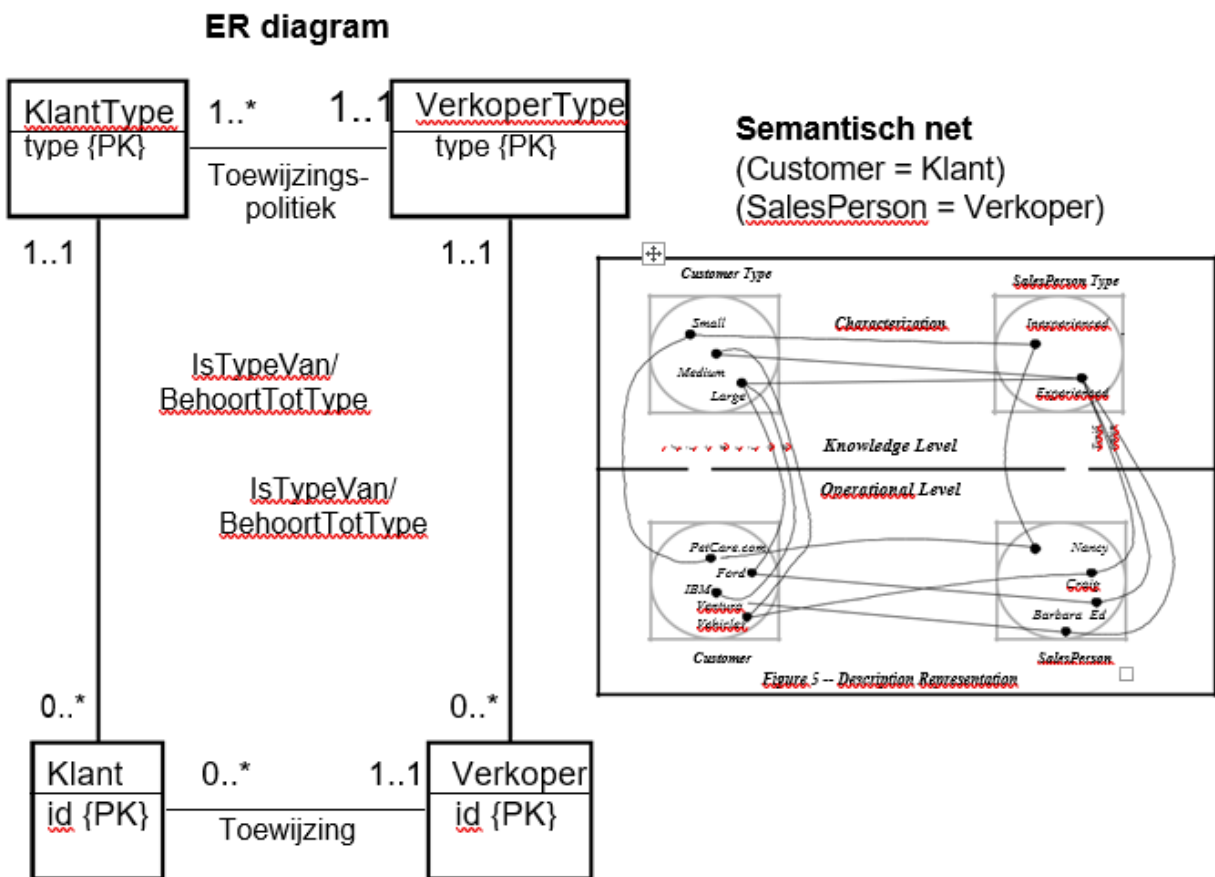 ER diagram
KlantType
type {PK}
1..*
1..1
VerkoperType
type {PK}
Toewijzings-
politiek
1..1
1..1
IsTypeVan/
BehoortTotType
IsTypeVan/
BehoortTotType
0..*
0..*
Klant
id {PK}
0..*
1..1
Verkoper
id {PK}
Toewijzing
Semantisch net
(Customer = Klant)
(SalesPerson = Verkoper)
Customer Type
SalesPerson Type
Small
Characterization
Inexperienced
Medium
Large
Experienced
Knowledge Level
Operational Level
PetCare.com
Nancy
Ford
Craig
IBM
Ventura
Vehicles
Barbara Ed
Customer
SalesPerson
Figure 5 -- Description Representation